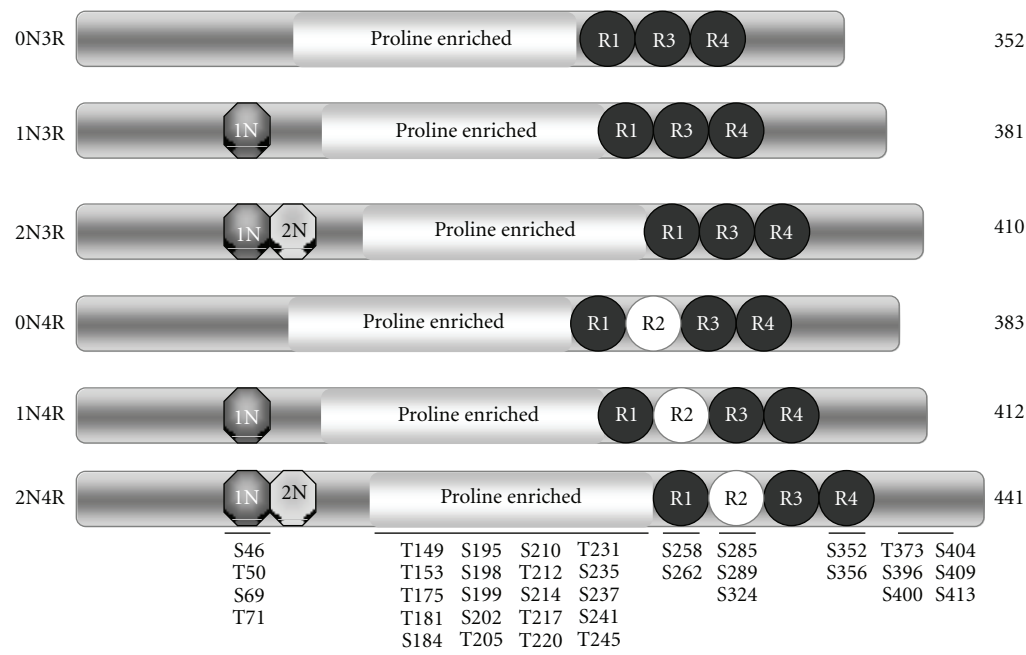 0N3R Proline enriched R1 R3 R4 352
1N3R 1N Proline enriched R1 R3 R4 381
2N3R 1N 2N Proline enriched R1 R3 R4 410
0N4R Proline enriched R1 R2 R3 R4 383
1N4R 1N Proline enriched R1 R2 R3 R4 412
2N4R 1N 2N Proline enriched R1 R2 R3 R4 441
S46 T149 S195 S210 T231 S258 S285 S352 T373 S404
T50 T153 S198 T212 S235 S262 S289 S356 S396 S409
S69 T175 S199 S214 S237 S324 S400 S413
T71 T181 S202 T217 S241
S184 T205 T220 T245